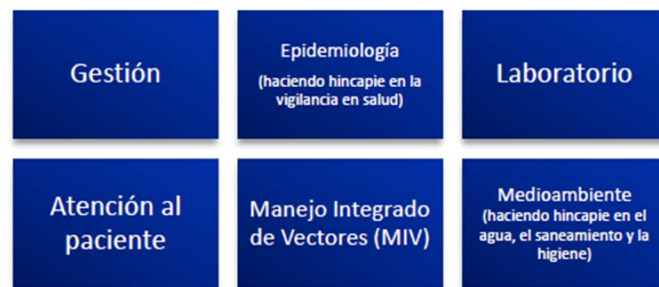 Gestión
Epidemiología
(haciendo hincapie en la
vigilancia en salud)
Laboratorio
Atención al
paciente
Manejo Integrado
de Vectores (MIV)
Medioambiente
(haciendo hincapie en el
agua, el saneamiento y la
higiene)